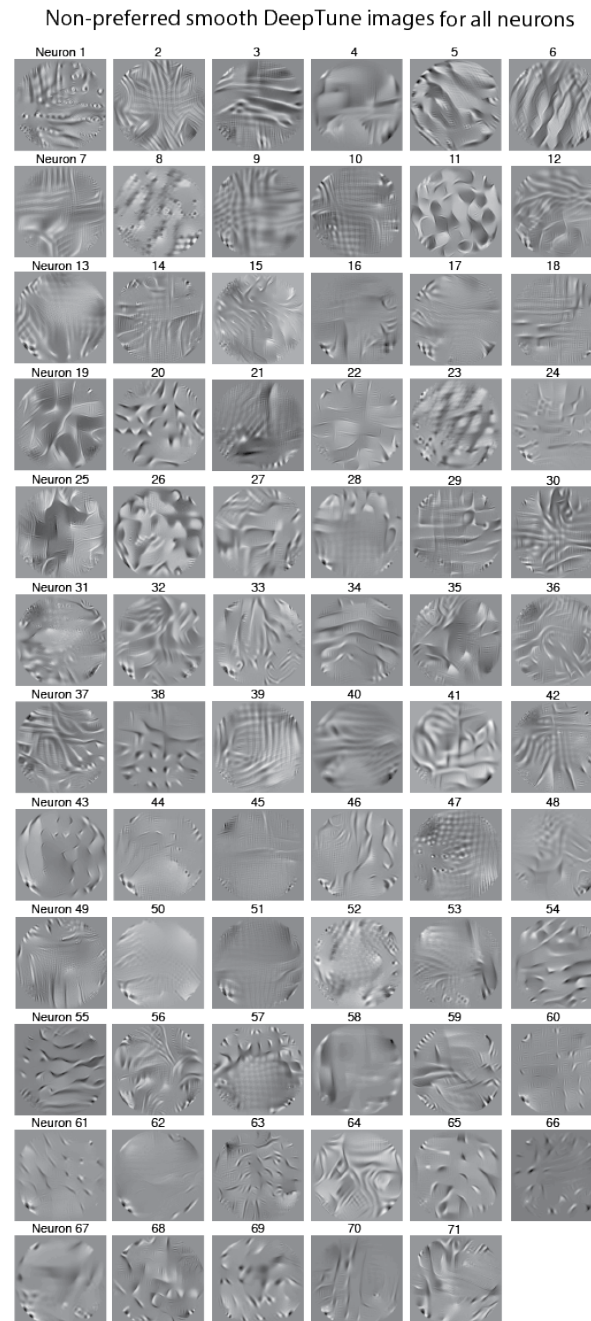 Non-preferred smooth DeepTune images for all neurons
Neuron 1 2 3 4 5 6
Neuron 7 8 9 10 11 12
Neuron 13 14 15 16 17 18
Neuron 19 20 21 22 23 24
Neuron 25 26 27 28 29 30
Neuron 31 32 33 34 35 36
Neuron 37 38 39 40 41 42
Neuron 43 44 45 46 47 48
Neuron 49 50 51 52 53 54
Neuron 55 56 57 58 59 60
Neuron 61 62 63 64 65 66
Neuron 67 68 69 70 71